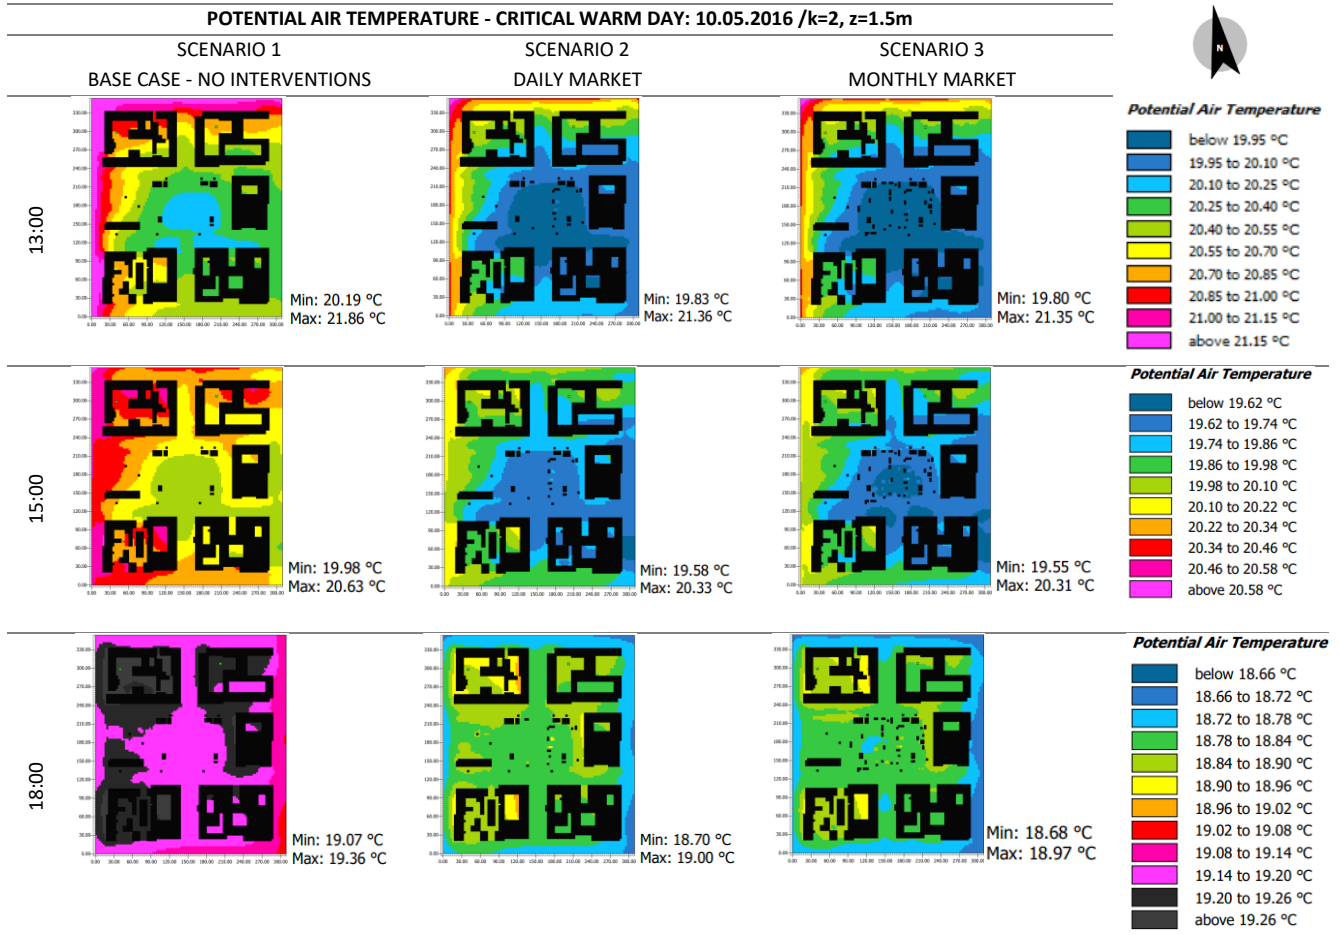 POTENTIAL AIR TEMPERATURE - CRITICAL WARM DAY: 10.05.2016 /k=2, z=1.5m
SCENARIO 1
BASE CASE - NO INTERVENTIONS
SCENARIO 2
DAILY MARKET
SCENARIO 3
MONTHLY MARKET
N
13:00
Min: 20.19 °C
Max: 21.86 °C
Min: 19.83 °C
Max: 21.36 °C
Min: 19.80 °C
Max: 21.35 °C
Potential Air Temperature
below 19.95 °C
19.95 to 20.10 °C
20.10 to 20.25 °C
20.25 to 20.40 °C
20.40 to 20.55 °C
20.55 to 20.70 °C
20.70 to 20.85 °C
20.85 to 21.00 °C
21.00 to 21.15 °C
above 21.15 °C
15:00
Min: 19.98 °C
Max: 20.63 °C
Min: 19.58 °C
Max: 20.33 °C
Min: 19.55 °C
Max: 20.31 °C
Potential Air Temperature
below 19.62 °C
19.62 to 19.74 °C
19.74 to 19.86 °C
19.86 to 19.98 °C
19.98 to 20.10 °C
20.10 to 20.22 °C
20.22 to 20.34 °C
20.34 to 20.46 °C
20.46 to 20.58 °C
above 20.58 °C
18:00
Min: 19.07 °C
Max: 19.36 °C
Min: 18.70 °C
Max: 19.00 °C
Min: 18.68 °C
Max: 18.97 °C
Potential Air Temperature
below 18.66 °C
18.66 to 18.72 °C
18.72 to 18.78 °C
18.78 to 18.84 °C
18.84 to 18.90 °C
18.90 to 18.96 °C
18.96 to 19.02 °C
19.02 to 19.08 °C
19.08 to 19.14 °C
19.14 to 19.20 °C
19.20 to 19.26 °C
above 19.26 °C